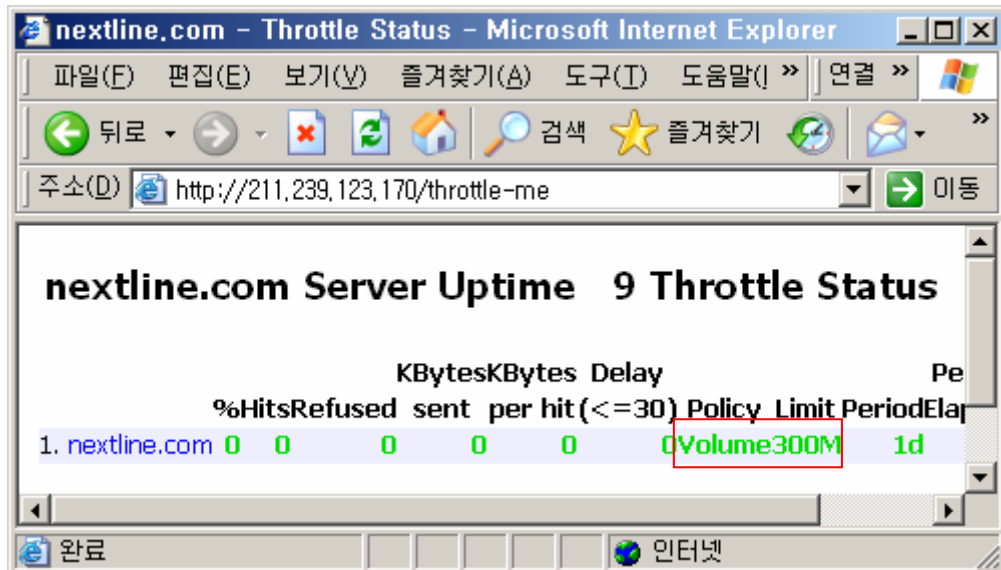 nextline.com - Throttle Status - Microsoft Internet Explorer
파일(F) 편집(E) 보기(V) 즐겨찾기(A) 도구(T) 도움말( » 연결 »
뒤로 검색 즐겨찾기 »
주소(D) http://211.239.123.170/throttle-me 이동
nextline.com Server Uptime 9 Throttle Status
KBytes KBytes Delay Pe
% Hits Refused sent per hit (<=30) Policy Limit Period Elap
1. nextline.com 0 0 0 0 0 0 Volume 300M 1d
완료 인터넷